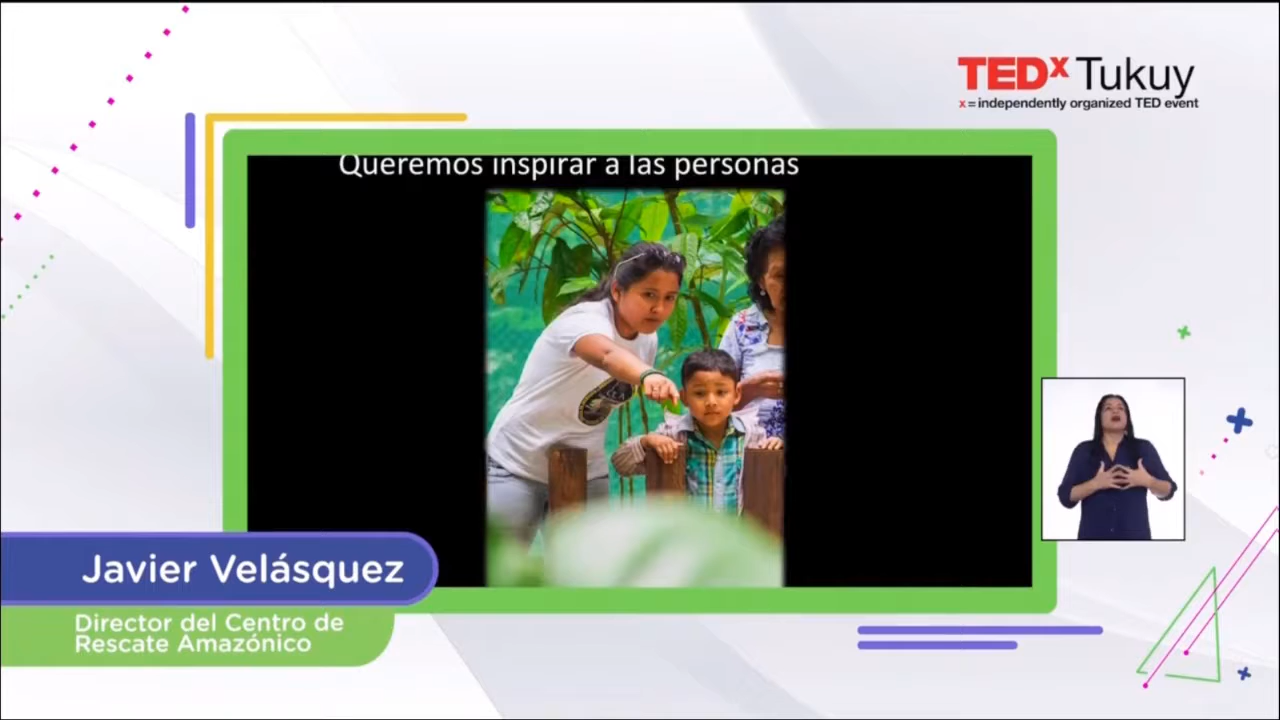 TEDx Tukuy
x = independently organized TED event
Queremos inspirar a las personas
Javier Velásquez
Director del Centro de
Rescate Amazónico